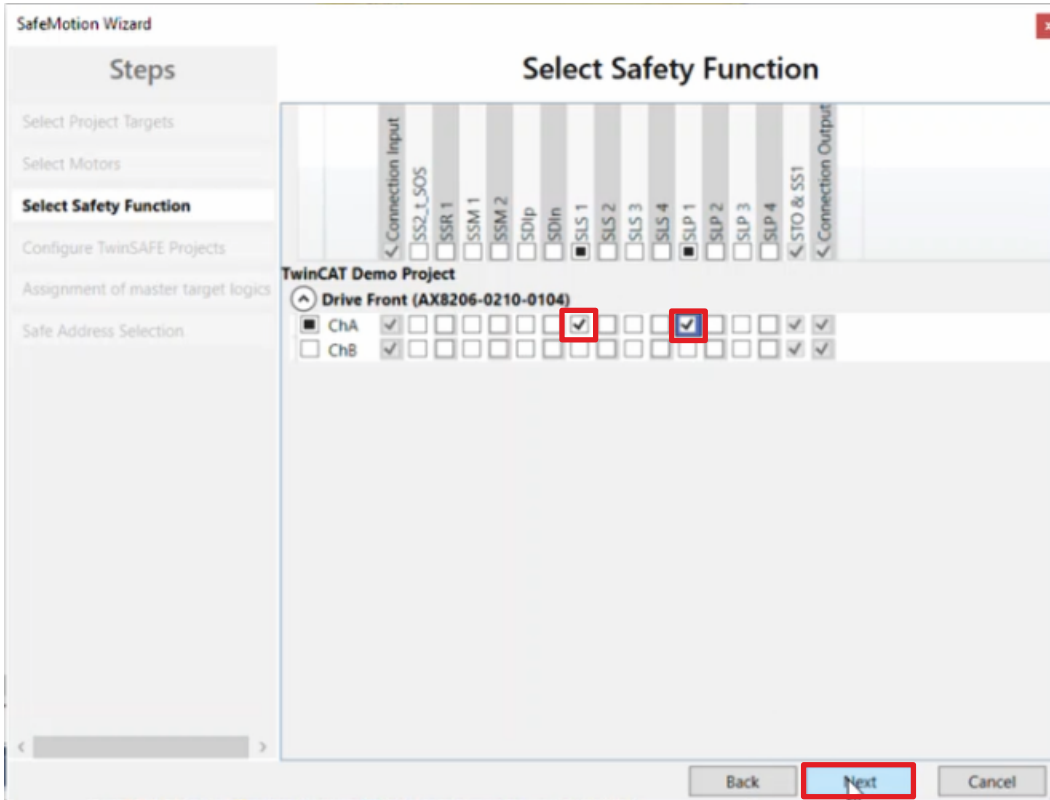 SafeMotion Wizard
Steps
Select Safety Function
Select Project Targets
Select Motors
Select Safety Function
Configure TwinSAFE Projects
Assignment of master target logics
Safe Address Selection
Connection Input
SS2_t_SOS
SSR 1
SSM 1
SSM 2
SDIp
SDIn
SLS 1
SLS 2
SLS 3
SLS 4
SLP 1
SLP 2
SLP 3
SLP 4
STO & SS1
Connection Output
TwinCAT Demo Project
Drive Front (AX8206-0210-0104)
ChA
ChB
Back
Next
Cancel